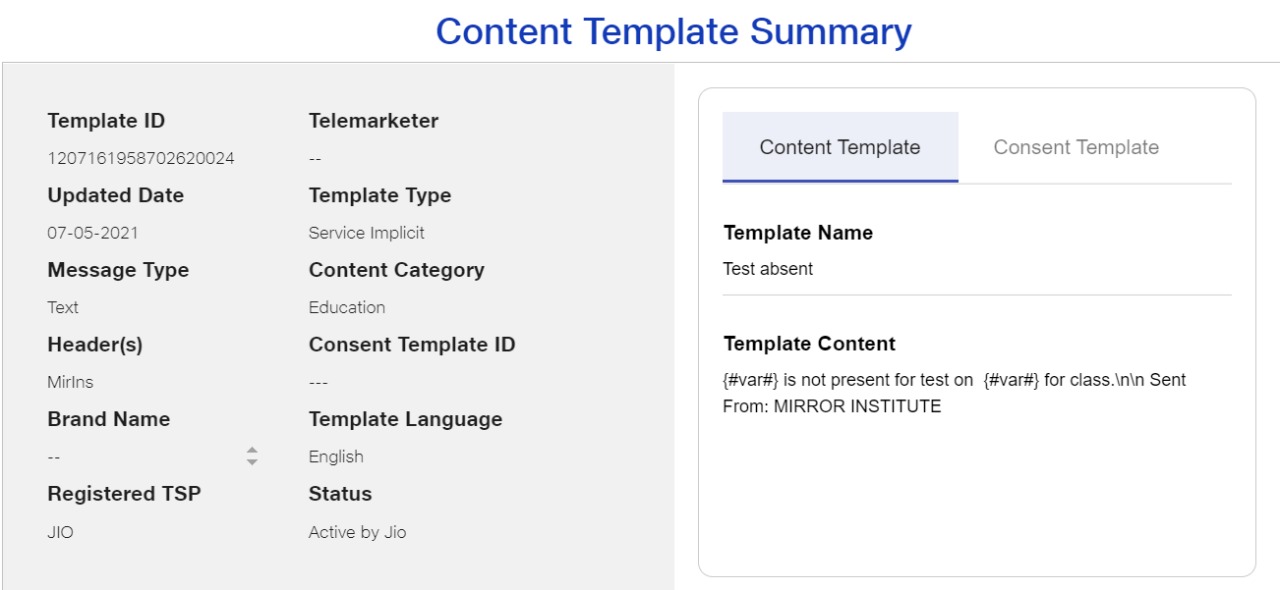 Content Template Summary
Template ID
Telemarketer
1207161958702620024
--
Updated Date
Template Type
07-05-2021
Service Implicit
Message Type
Content Category
Text
Education
Header(s)
Consent Template ID
MirIns
---
Brand Name
Template Language
--
English
Registered TSP
Status
JIO
Active by Jio
Content Template
Consent Template
Template Name
Test absent
Template Content
{#var#} is not present for test on  {#var#} for class.\n\n Sent
From: MIRROR INSTITUTE